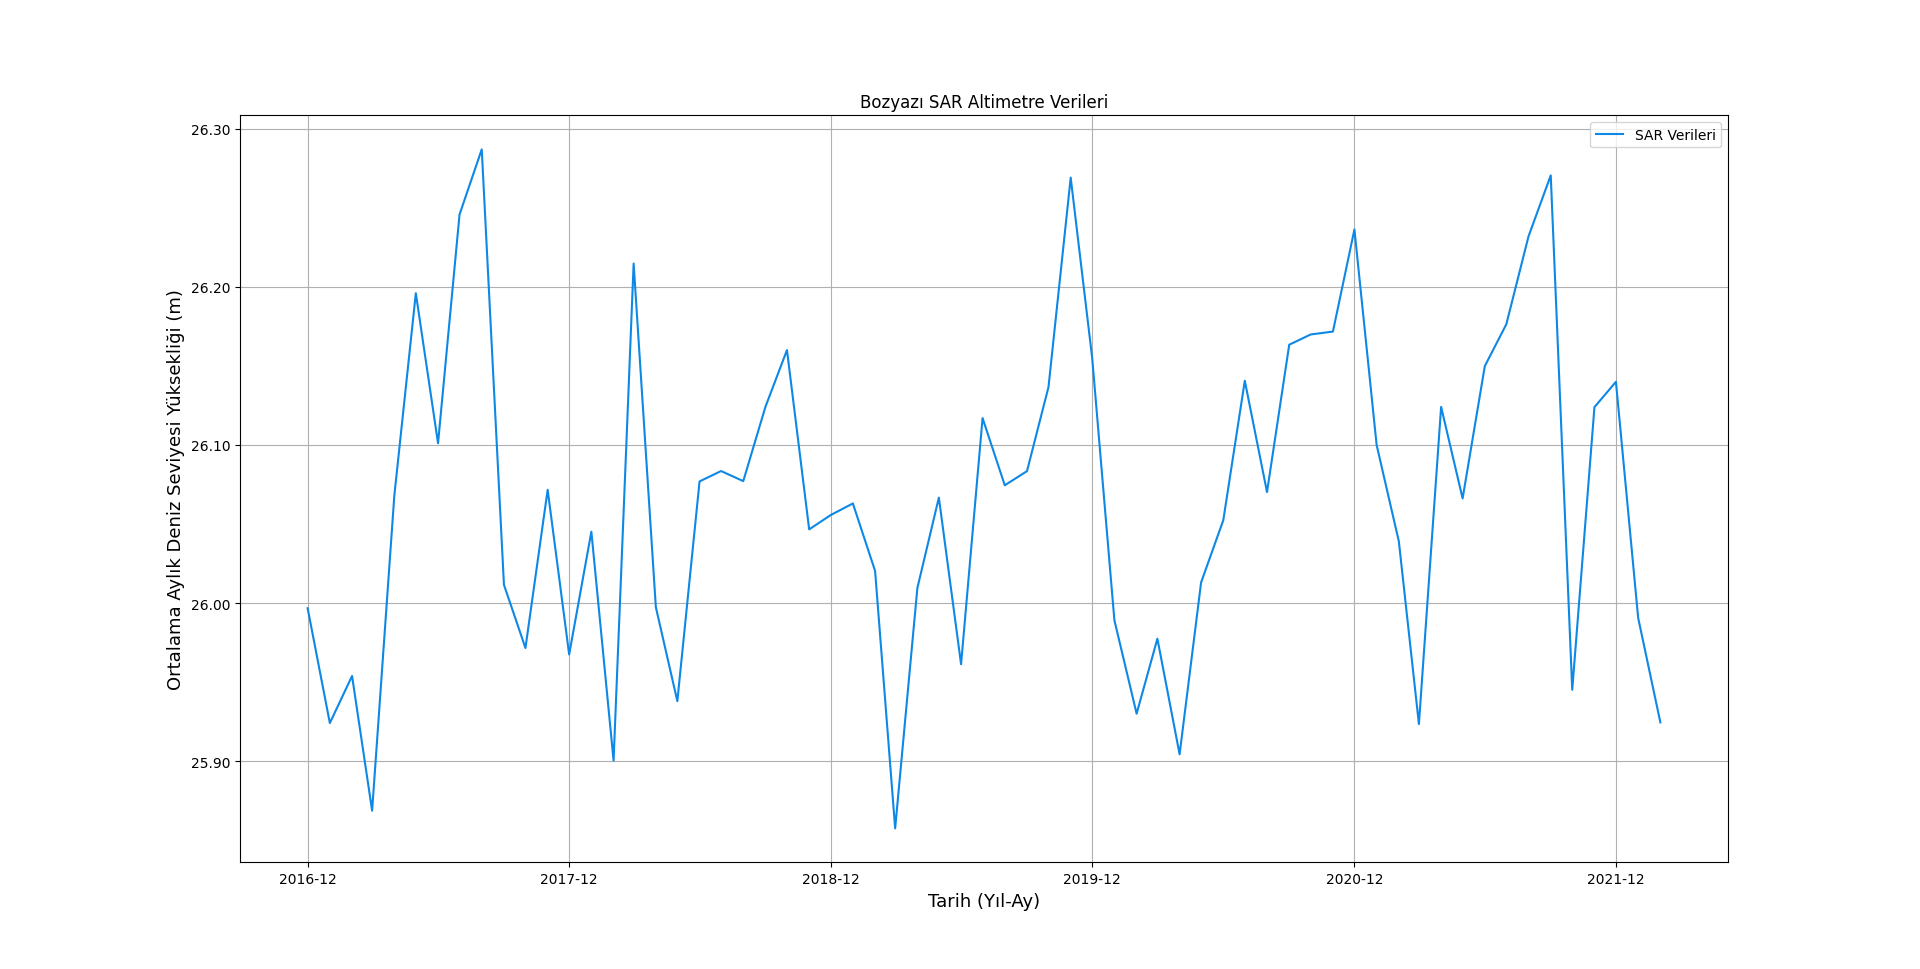 Bozyazı SAR Altimetre Verileri
SAR Verileri
Ortalama Aylık Deniz Seviyesi Yüksekliği (m)
26.30
26.20
26.10
26.00
25.90
2016-12 2017-12 2018-12 2019-12 2020-12 2021-12
Tarih (Yıl-Ay)